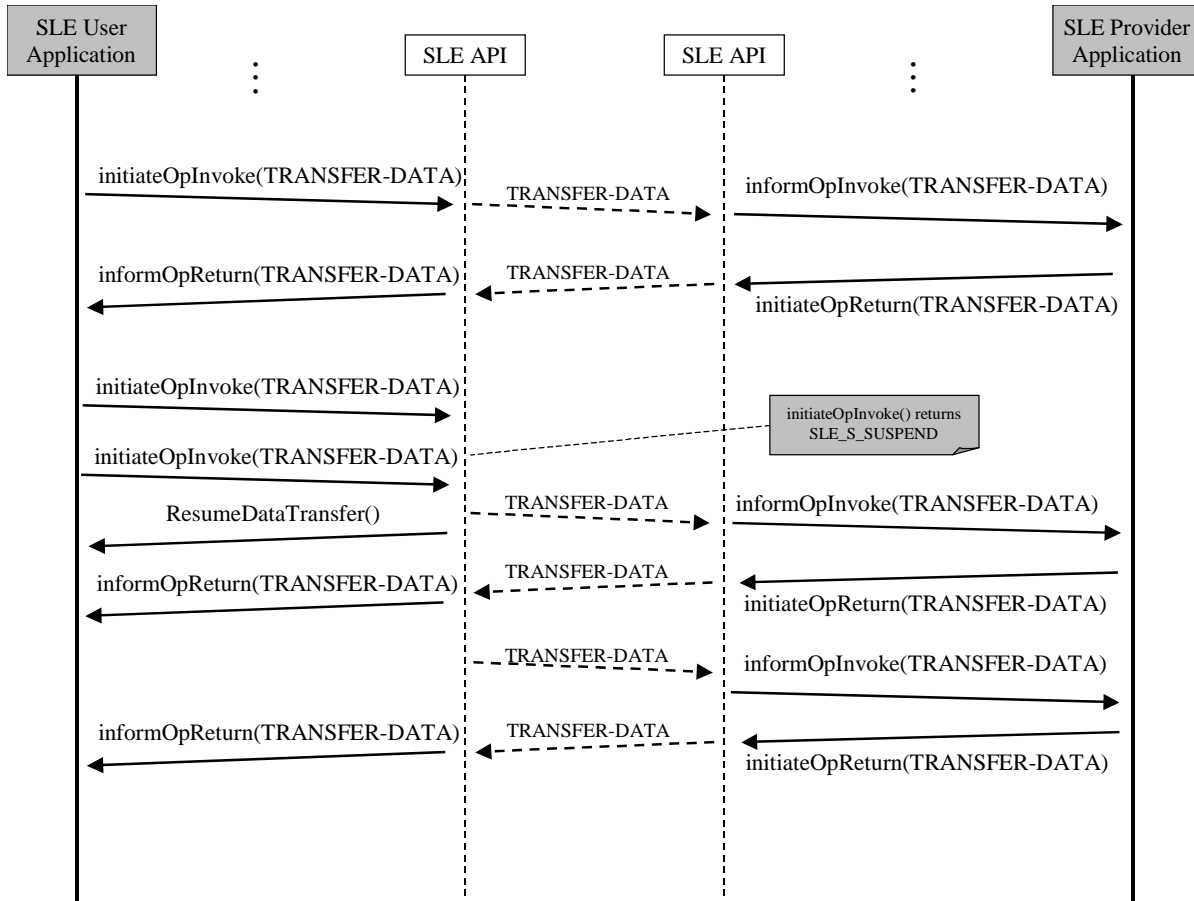 SLE User
Application
SLE API
SLE API
SLE Provider
Application
initiateOpInvoke(TRANSFER-DATA)
TRANSFER-DATA
informOpInvoke(TRANSFER-DATA)
informOpReturn(TRANSFER-DATA)
TRANSFER-DATA
initiateOpReturn(TRANSFER-DATA)
initiateOpInvoke(TRANSFER-DATA)
initiateOpInvoke() returns
SLE_S_SUSPEND
initiateOpInvoke(TRANSFER-DATA)
ResumeDataTransfer()
TRANSFER-DATA
informOpInvoke(TRANSFER-DATA)
informOpReturn(TRANSFER-DATA)
TRANSFER-DATA
initiateOpReturn(TRANSFER-DATA)
TRANSFER-DATA
informOpInvoke(TRANSFER-DATA)
informOpReturn(TRANSFER-DATA)
TRANSFER-DATA
initiateOpReturn(TRANSFER-DATA)